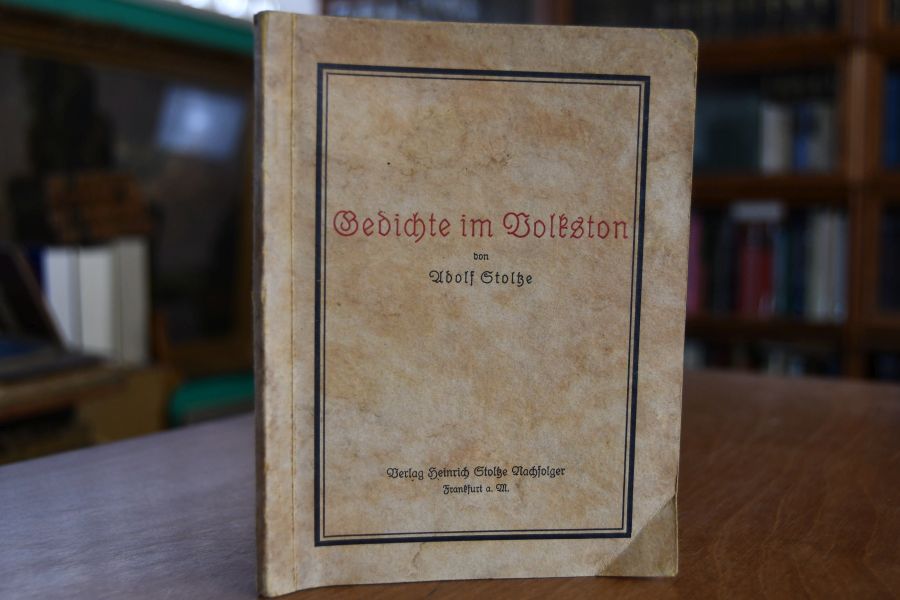 Gedichte im Volkston
von
Adolf Stoltze
Verlag Heinrich Stoltze Nachfolger
Frankfurt a. M.